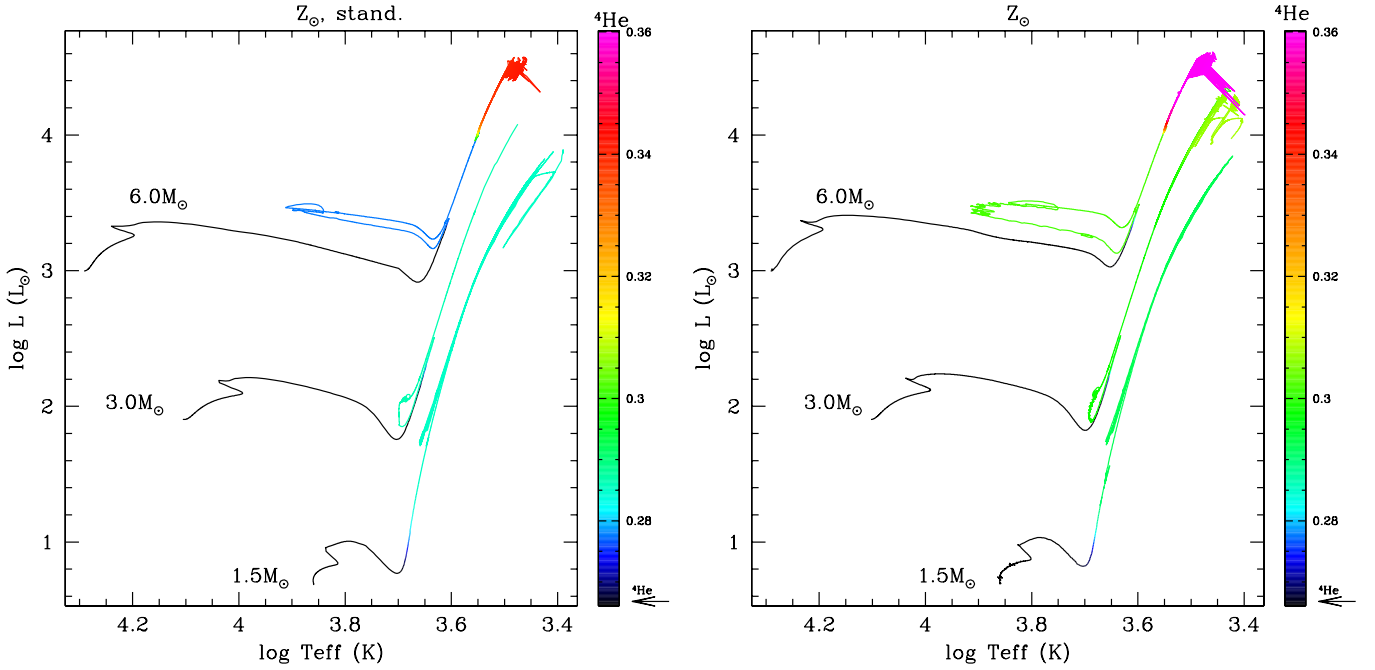 Z☉, stand.
⁴He
4
3
2
1
log L (L☉)
6.0M☉
3.0M☉
1.5M☉
4.2
4
3.8
3.6
3.4
log Teff (K)
0.36
0.34
0.32
0.3
0.28
⁴He
Z☉
⁴He
4
3
2
1
log L (L☉)
6.0M☉
3.0M☉
1.5M☉
4.2
4
3.8
3.6
3.4
log Teff (K)
0.36
0.34
0.32
0.3
0.28
⁴He